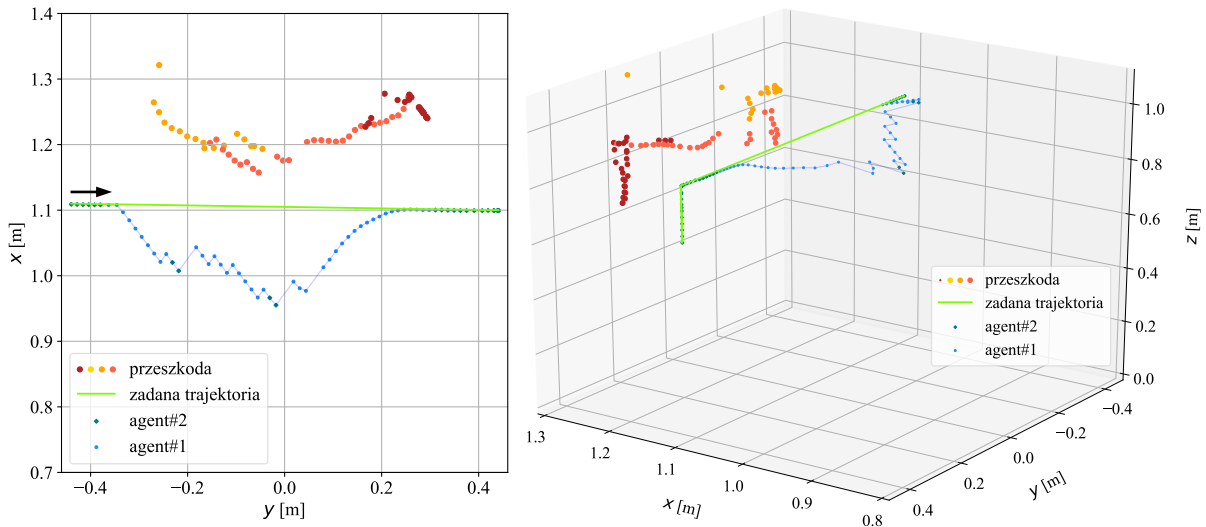 1.4
1.3
1.2
1.1
1.0
0.9
0.8
0.7
x [m]
−0.4
−0.2
0.0
0.2
0.4
y [m]
przeszkoda
zadana trajektoria
agent#2
agent#1
1.0
0.8
0.6
0.4
0.2
0.0
z [m]
przeszkoda
zadana trajektoria
agent#2
agent#1
1.3
1.2
1.1
1.0
0.9
0.8
x [m]
−0.4
−0.2
0.0
0.2
0.4
y [m]